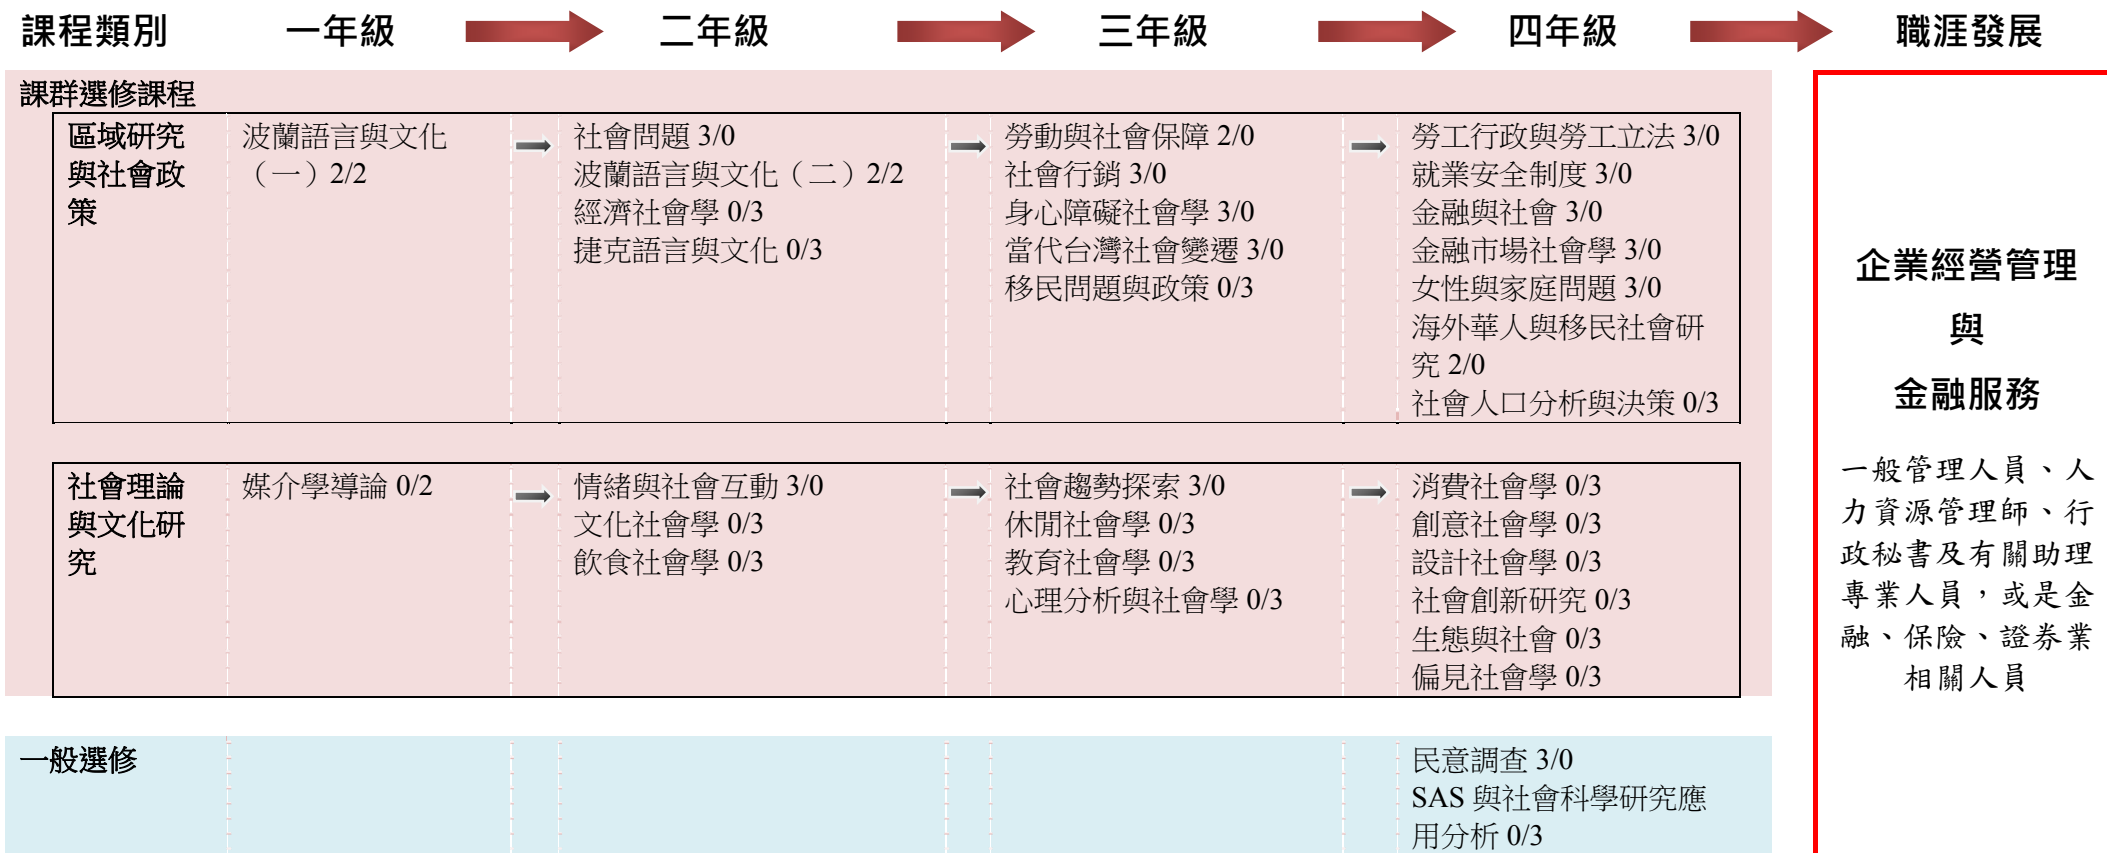 課程類別 一年級 二年級 三年級 四年級 職涯發展
課群選修課程
區域研究
與社會政
策
波蘭語言與文化
（一）2/2
社會問題 3/0
波蘭語言與文化（二）2/2
經濟社會學 0/3
捷克語言與文化 0/3
勞動與社會保障 2/0
社會行銷 3/0
身心障礙社會學 3/0
當代台灣社會變遷 3/0
移民問題與政策 0/3
勞工行政與勞工立法 3/0
就業安全制度 3/0
金融與社會 3/0
金融市場社會學 3/0
女性與家庭問題 3/0
海外華人與移民社會研
究 2/0
社會人口分析與決策 0/3
社會理論
與文化研
究
媒介學導論 0/2
情緒與社會互動 3/0
文化社會學 0/3
飲食社會學 0/3
社會趨勢探索 3/0
休閒社會學 0/3
教育社會學 0/3
心理分析與社會學 0/3
消費社會學 0/3
創意社會學 0/3
設計社會學 0/3
社會創新研究 0/3
生態與社會 0/3
偏見社會學 0/3
一般選修
民意調查 3/0
SAS 與社會科學研究應
用分析 0/3
企業經營管理
與
金融服務
一般管理人員、人
力資源管理師、行
政秘書及有關助理
專業人員，或是金
融、保險、證券業
相關人員